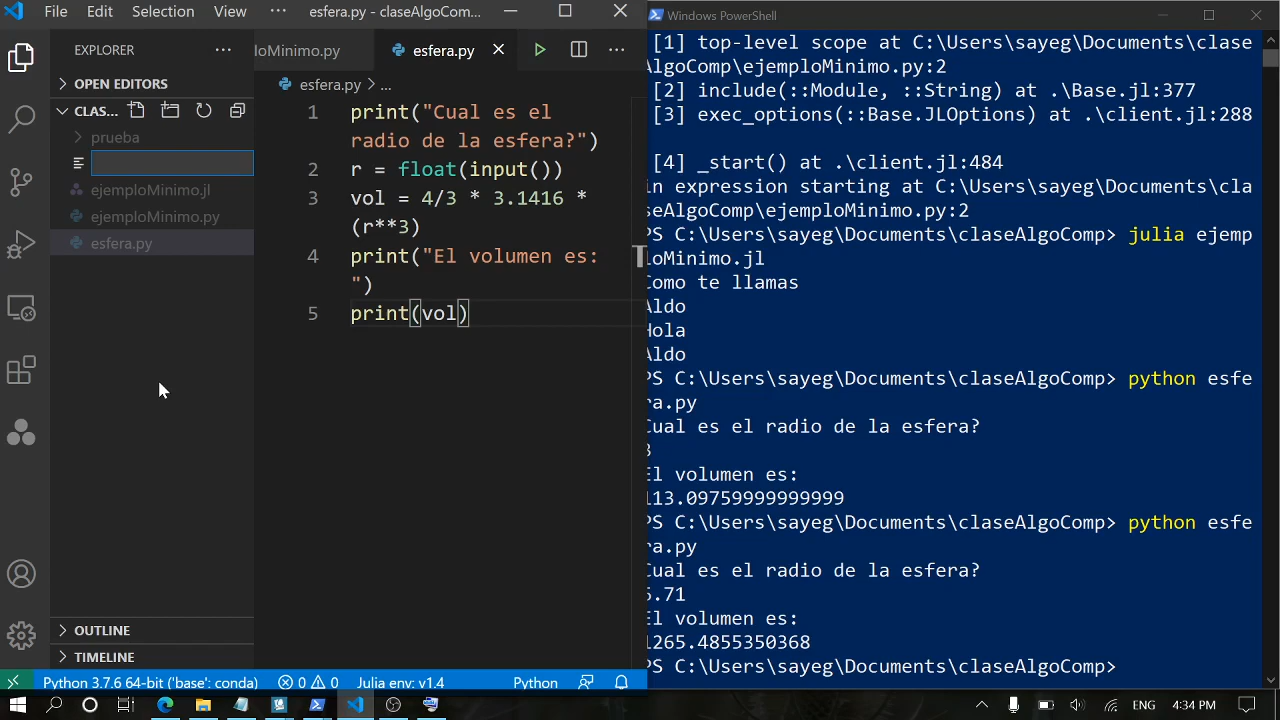 File Edit Selection View ··· esfera.py - claseAlgoCom...
EXPLORER ···
OPEN EDITORS
CLAS...
prueba
ejemploMinimo.jl
ejemploMinimo.py
esfera.py
OUTLINE
TIMELINE
loMinimo.py esfera.py
esfera.py > ...
1 print("Cual es el
radio de la esfera?")
2 r = float(input())
3 vol = 4/3 * 3.1416 *
(r**3)
4 print("El volumen es:
")
5 print(vol)
Python 3.7.6 64-bit ('base': conda) 0 0 Julia env: v1.4 Python
Windows PowerShell
[1] top-level scope at C:\Users\sayeg\Documents\clase
AlgoComp\ejemploMinimo.py:2
[2] include(::Module, ::String) at .\Base.jl:377
[3] exec_options(::Base.JLOptions) at .\client.jl:288
[4] _start() at .\client.jl:484
in expression starting at C:\Users\sayeg\Documents\cla
seAlgoComp\ejemploMinimo.py:2
PS C:\Users\sayeg\Documents\claseAlgoComp> julia ejemp
loMinimo.jl
Como te llamas
Aldo
Hola
Aldo
PS C:\Users\sayeg\Documents\claseAlgoComp> python esfe
ra.py
Cual es el radio de la esfera?
3
El volumen es:
113.09759999999999
PS C:\Users\sayeg\Documents\claseAlgoComp> python esfe
ra.py
Cual es el radio de la esfera?
6.71
El volumen es:
1265.4855350368
PS C:\Users\sayeg\Documents\claseAlgoComp>
4:34 PM